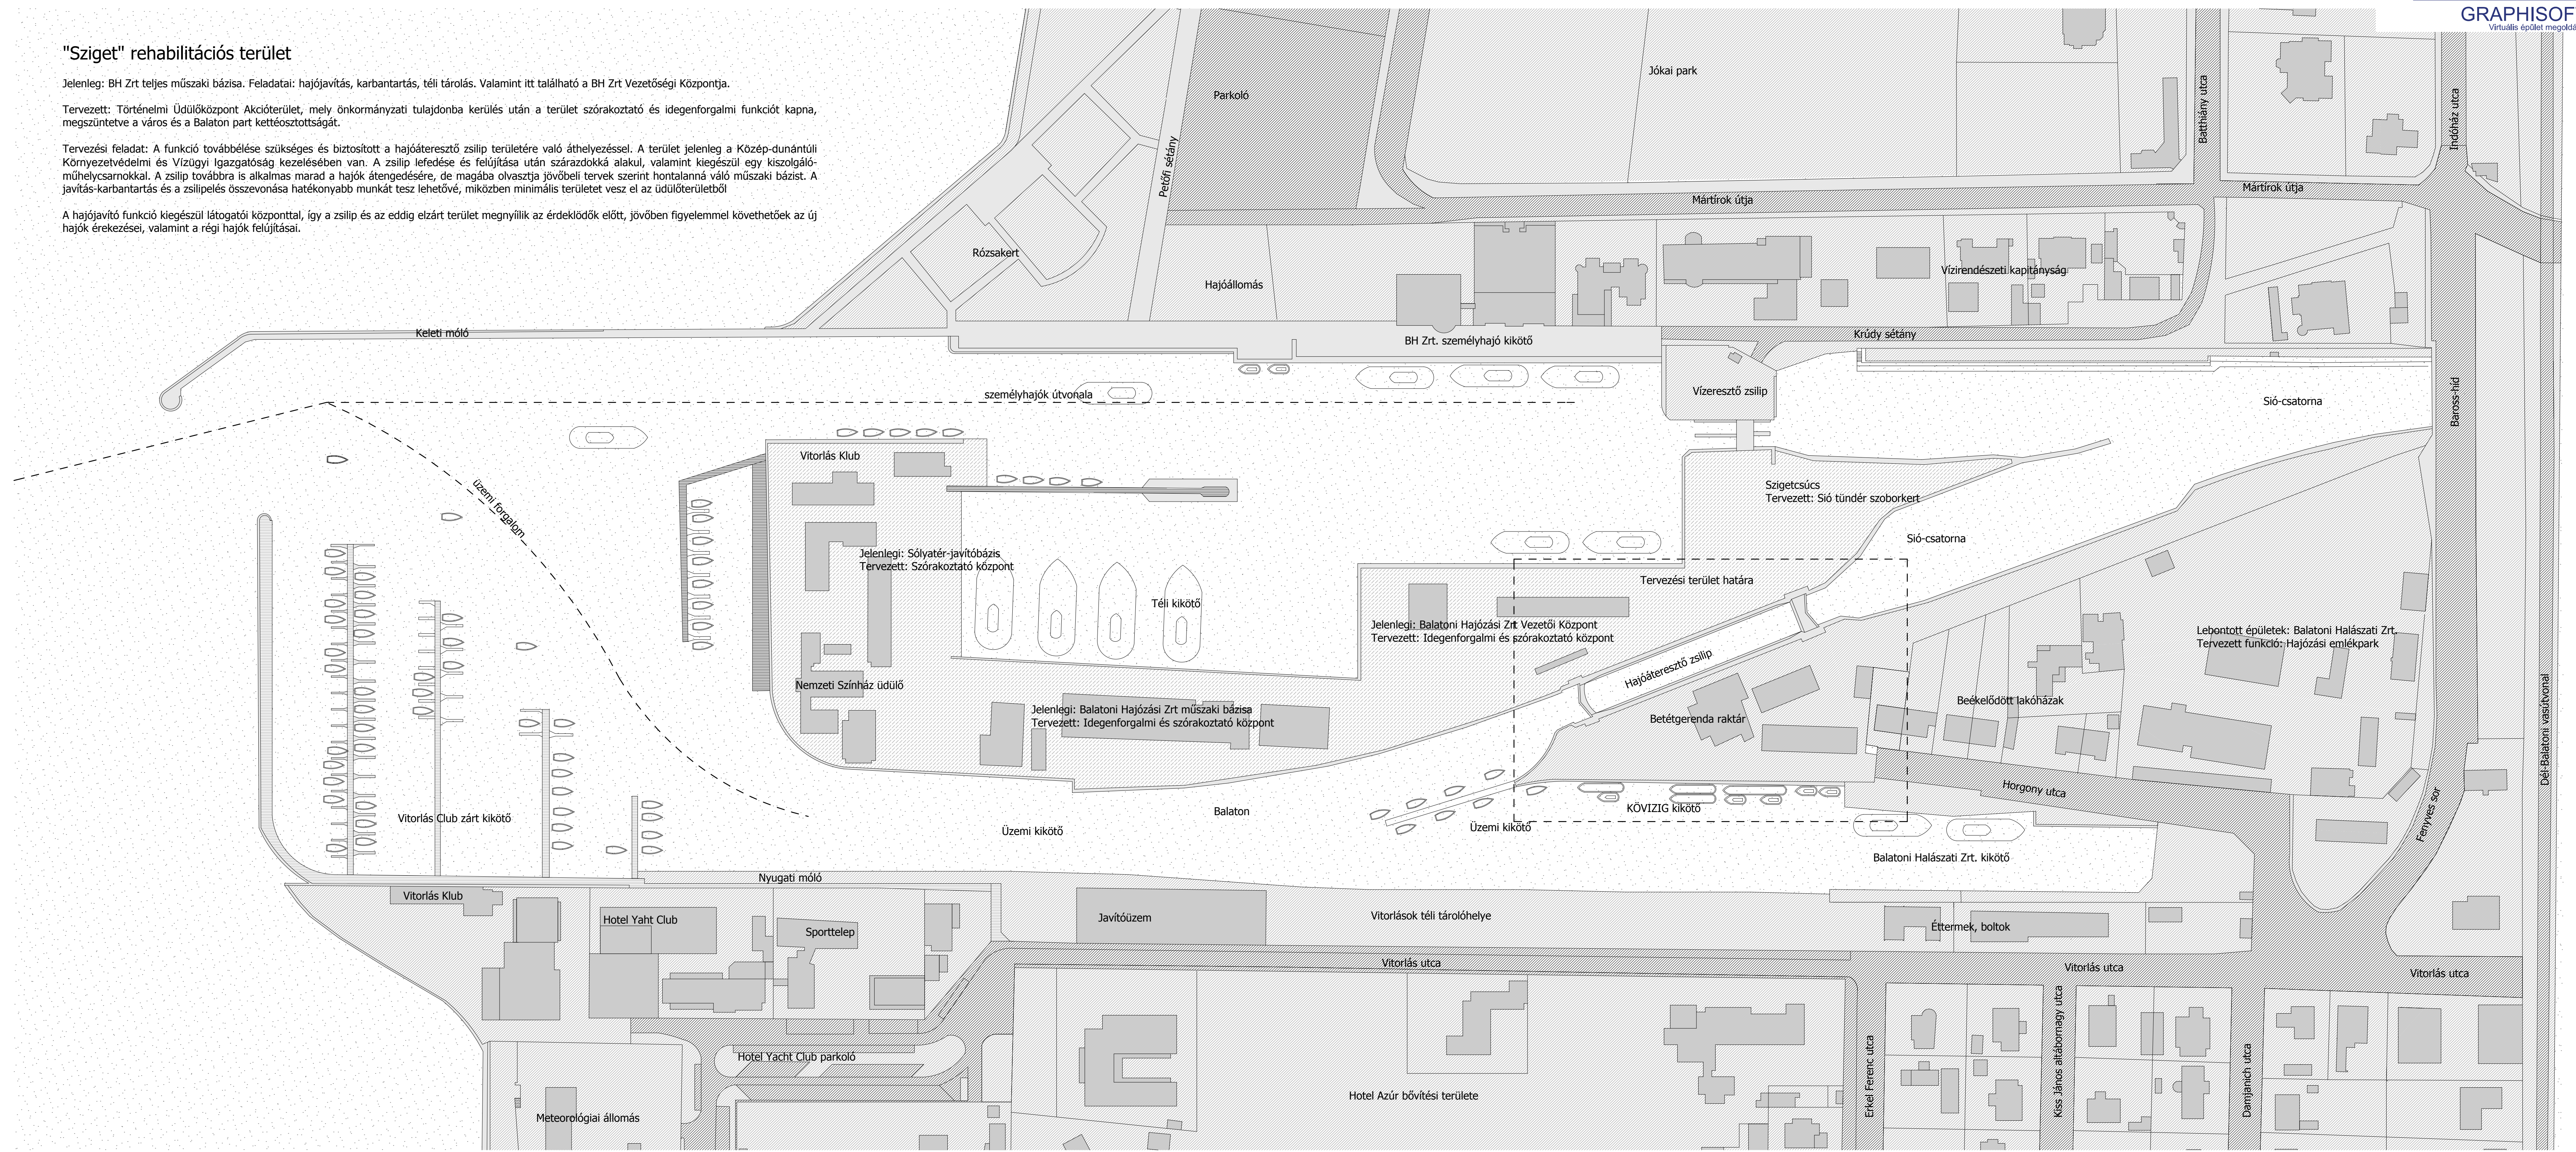 GRAPHISOF
Virtuális épület megoldá
"Sziget" rehabilitációs terület
Jelenleg: BH Zrt teljes műszaki bázisa. Feladatai: hajójavítás, karbantartás, téli tárolás. Valamint itt található a BH Zrt Vezetőségi Központja.
Tervezett: Történelmi Üdülőközpont Akcióterület, mely önkormányzati tulajdonba kerülés után a terület szórakoztató és idegenforgalmi funkciót kapna,
megszűntetve a város és a Balaton part kettéosztottságát.
Tervezési feladat: A funkció továbbélése szükséges és biztosított a hajóáteresztő zsilip területére való áthelyezéssel. A terület jelenleg a Közép-dunántúli
Környezetvédelmi és Vízügyi Igazgatóság kezelésében van. A zsilip lefedése és felújítása után szárazdokká alakul, valamint kiegészül egy kiszolgáló-
műhelycsarnokkal. A zsilip továbbra is alkalmas marad a hajók átengedésére, de magába olvasztja jövőbeli tervek szerint hontalanná váló műszaki bázist. A
javítás-karbantartás és a zsilipelés összevonása hatékonyabb munkát tesz lehetővé, miközben minimális területet vesz el az üdülőterületből
A hajójavító funkció kiegészül látogatói központtal, így a zsilip és az eddig elzárt terület megnyílik az érdeklödők előtt, jövőben figyelemmel követhetőek az új
hajók érekezései, valamint a régi hajók felújításai.
Jókai park
Parkoló
Batthiány utca
Indóház utca
Petőfi sétány
Mártírok útja
Mártírok útja
Rózsakert
Hajóállomás
Vízirendészeti kapitányság
Keleti móló
BH Zrt. személyhajó kikötő
Krúdy sétány
személyhajók útvonala
Vízeresztő zsilip
Sió-csatorna
Baross-híd
Vitorlás Klub
üzemi forgalom
Szigetcsúcs
Tervezett: Sió tündér szoborkert
Sió-csatorna
Jelenlegi: Sólyatér-javítóbázis
Tervezett: Szórakoztató központ
Téli kikötő
Tervezési terület határa
Jelenlegi: Balatoni Hajózási Zrt Vezetői Központ
Tervezett: Idegenforgalmi és szórakoztató központ
Lebontott épületek: Balatoni Halászati Zrt.
Tervezett funkció: Hajózási emlékpark
Hajóáteresztő zsilip
Nemzeti Színház üdülő
Jelenlegi: Balatoni Hajózási Zrt műszaki bázisa
Tervezett: Idegenforgalmi és szórakoztató központ
Betétgerenda raktár
Beékelődött lakóházak
Dél-Balatoni vasútvonal
Horgony utca
Fenyves sor
Vitorlás Club zárt kikötő
Balaton
Üzemi kikötő
KÖVIZIG kikötő
Üzemi kikötő
Balatoni Halászati Zrt. kikötő
Nyugati móló
Vitorlás Klub
Hotel Yaht Club
Sporttelep
Javítóüzem
Vitorlások téli tárolóhelye
Éttermek, boltok
Vitorlás utca
Vitorlás utca
Vitorlás utca
Hotel Yacht Club parkoló
Hotel Azúr bővítési területe
Meteorológiai állomás
Erkel Ferenc utca
Kiss János altábornagy utca
Damjanich utca